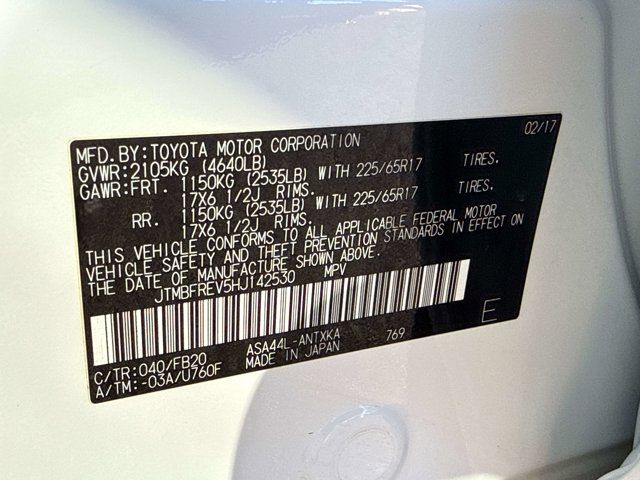 02/17
MFD.BY:TOYOTA MOTOR CORPORATION
GVWR:2105KG (4640LB)
GAWR:FRT. 1150KG (2535LB) WITH 225/65R17 TIRES.
17X6 1/2J RIMS.
RR. 1150KG (2535LB) WITH 225/65R17 TIRES.
17X6 1/2J RIMS.
THIS VEHICLE CONFORMS TO ALL APPLICABLE FEDERAL MOTOR
VEHICLE SAFETY AND THEFT PREVENTION STANDARDS IN EFFECT ON
THE DATE OF MANUFACTURE SHOWN ABOVE.
JTMBFREV5HJ142530 MPV
E
C/TR:040/FB20 ASA44L-ANTXKA 769
A/TM:-03A/U760F MADE IN JAPAN